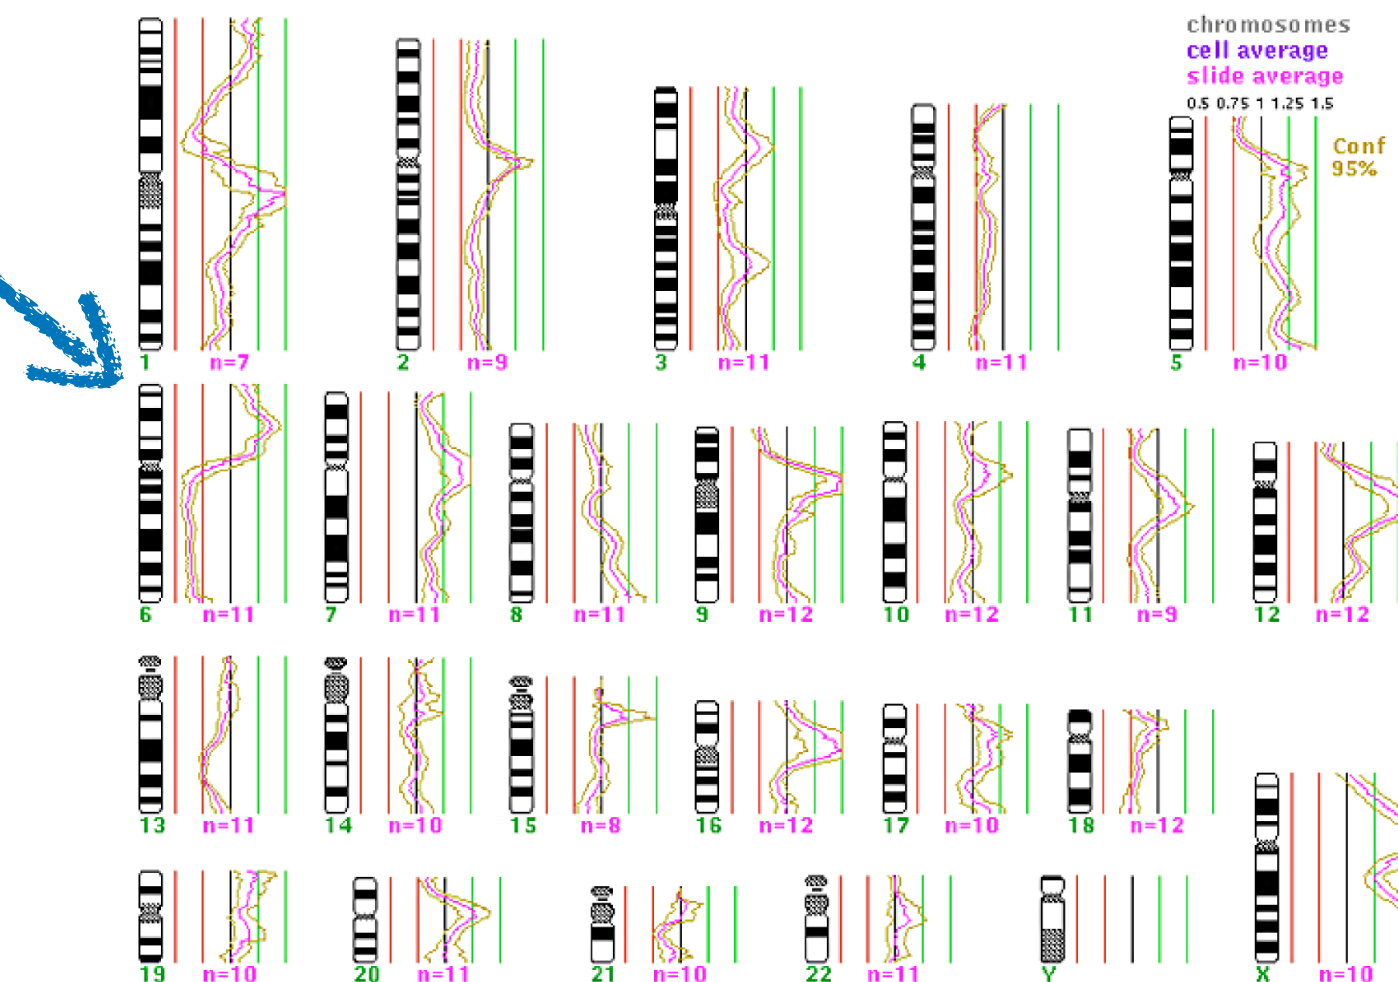 chromosomes
cell average
slide average
0.5 0.75 1 1.25 1.5
Conf
95%
1 n=7
2 n=9
3 n=11
4 n=11
5 n=10
6 n=11
7 n=11
8 n=11
9 n=12
10 n=12
11 n=9
12 n=12
13 n=11
14 n=10
15 n=8
16 n=12
17 n=10
18 n=12
19 n=10
20 n=11
21 n=10
22 n=11
Y
X n=10